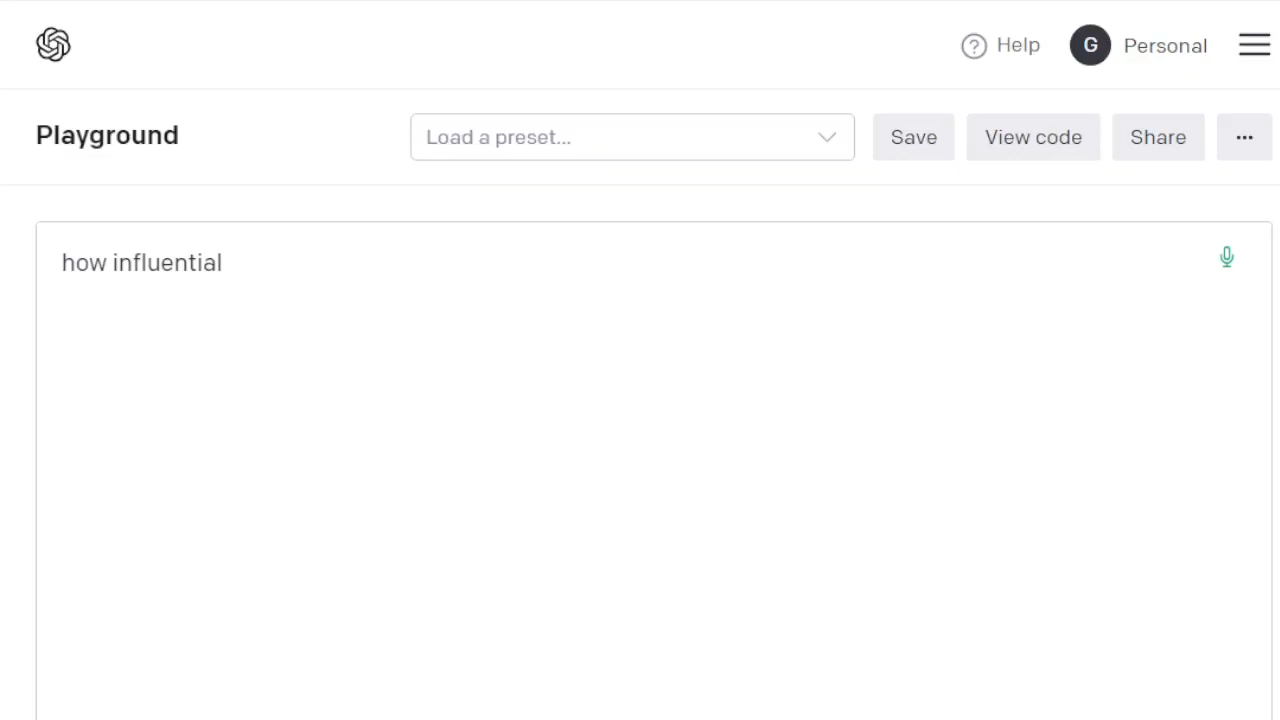 Help G Personal
Playground Load a preset... Save View code Share ...
how influential